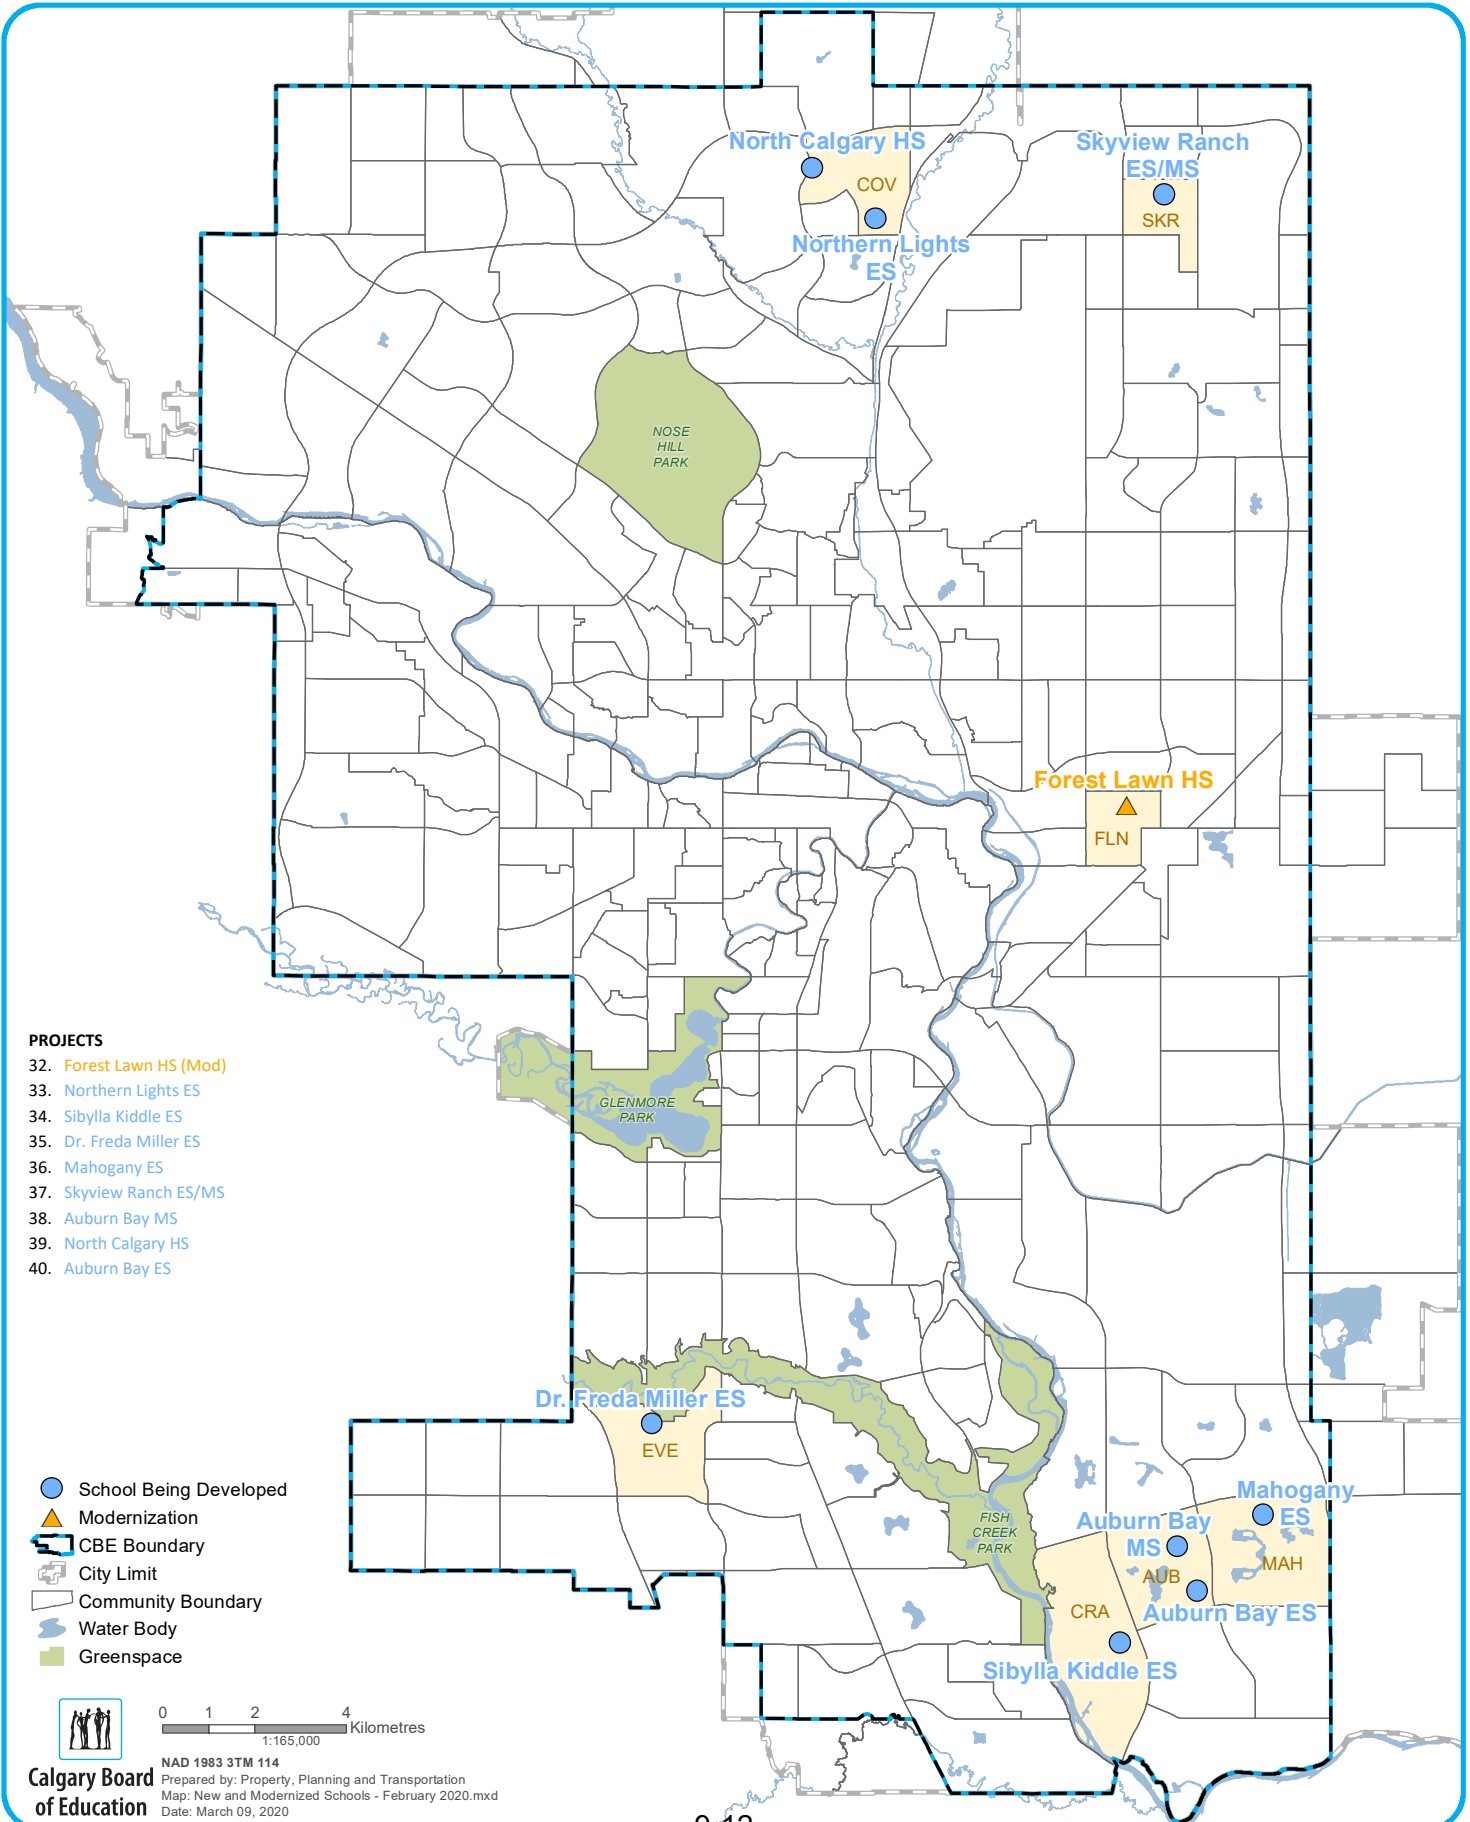 North Calgary HS
COV
Northern Lights
ES
Skyview Ranch
ES/MS
SKR
NOSE
HILL
PARK
Forest Lawn HS
FLN
GLENMORE
PARK
PROJECTS
32. Forest Lawn HS (Mod)
33. Northern Lights ES
34. Sibylla Kiddle ES
35. Dr. Freda Miller ES
36. Mahogany ES
37. Skyview Ranch ES/MS
38. Auburn Bay MS
39. North Calgary HS
40. Auburn Bay ES
Dr. Freda Miller ES
EVE
FISH
CREEK
PARK
Mahogany
ES
MAH
Auburn Bay
MS
AUB
Auburn Bay ES
CRA
Sibylla Kiddle ES
School Being Developed
Modernization
CBE Boundary
City Limit
Community Boundary
Water Body
Greenspace
0 1 2 4
Kilometres
1:165,000
Calgary Board
of Education
NAD 1983 3TM 114
Prepared by: Property, Planning and Transportation
Map: New and Modernized Schools - February 2020.mxd
Date: March 09, 2020